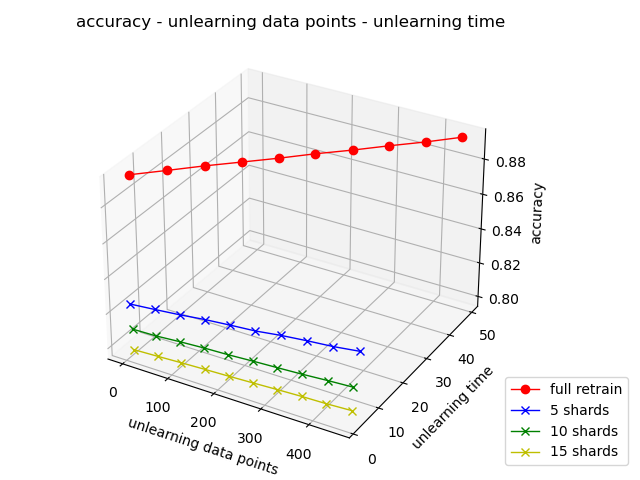 accuracy - unlearning data points - unlearning time
0.88
0.86
0.84
0.82
0.80
accuracy
50
40
30
20
10
0
unlearning time
0
100
200
300
400
unlearning data points
full retrain
5 shards
10 shards
15 shards